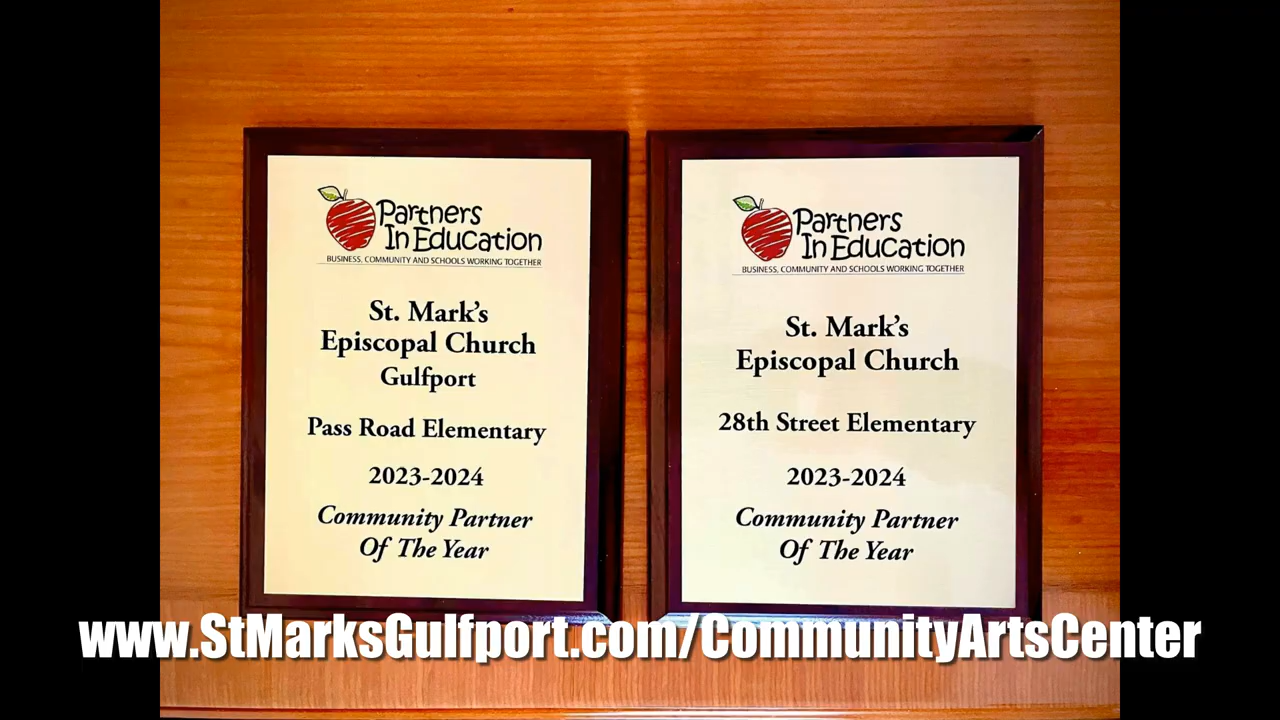 Partners
In Education
BUSINESS, COMMUNITY AND SCHOOLS WORKING TOGETHER
St. Mark's
Episcopal Church
Gulfport
Pass Road Elementary
2023-2024
Community Partner
Of The Year
Partners
In Education
BUSINESS, COMMUNITY AND SCHOOLS WORKING TOGETHER
St. Mark's
Episcopal Church
28th Street Elementary
2023-2024
Community Partner
Of The Year
www.StMarksGulfport.com/CommunityArtsCenter